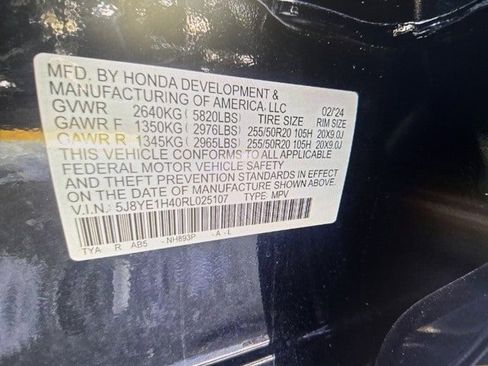 MFD. BY HONDA DEVELOPMENT &
MANUFACTURING OF AMERICA, LLC 02/24
GVWR 2640KG ( 5820LBS) TIRE SIZE RIM SIZE
GAWR F 1350KG ( 2976LBS) 255/50R20 105H 20X9.0J
GAWR R 1345KG ( 2965LBS) 255/50R20 105H 20X9.0J
THIS VEHICLE CONFORMS TO ALL APPLICABLE
FEDERAL MOTOR VEHICLE SAFETY
AND THEFT PREVENTION STANDARDS IN EFFECT
ON THE DATE OF MANUFACTURE SHOWN ABOVE.
V.I.N.: 5J8YE1H40RL025107 TYPE: MPV
TYA R AB5 - NH893P - A - L